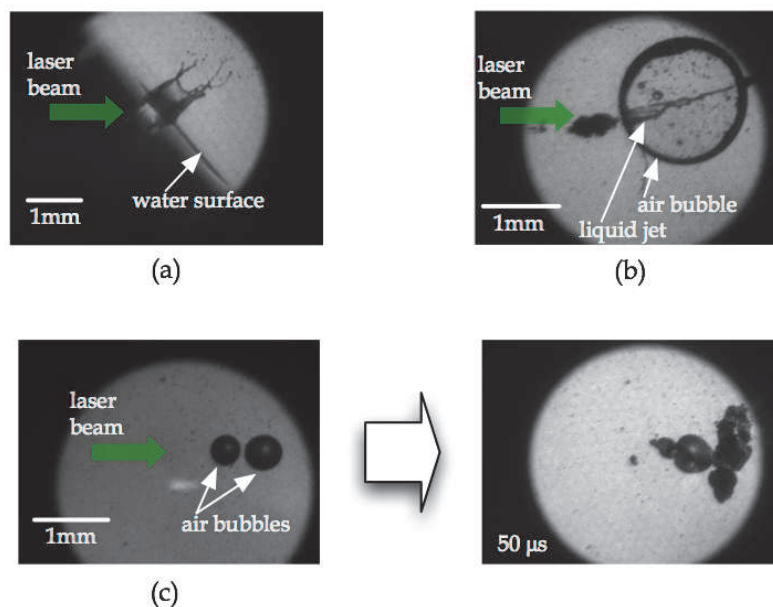 laser
beam
water surface
1mm
(a)
laser
beam
air bubble
liquid jet
1mm
(b)
laser
beam
air bubbles
1mm
(c)
50 µs